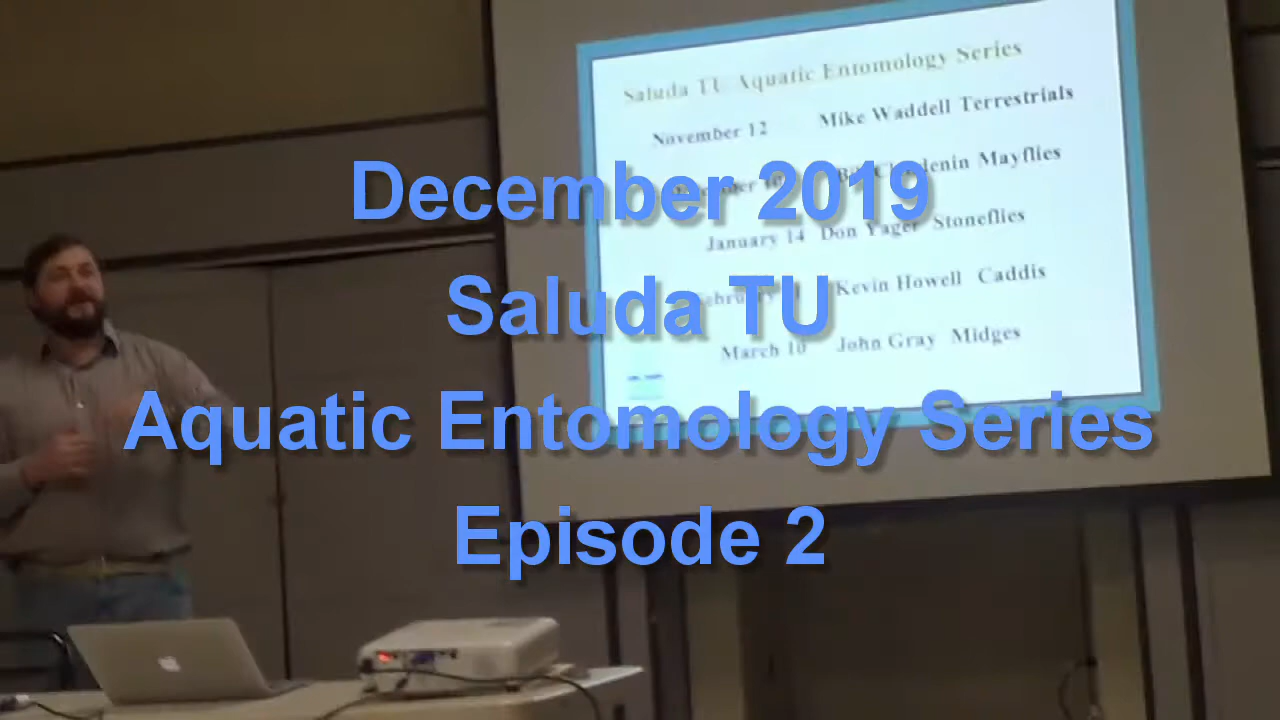 Saluda TU Aquatic Entomology Series
November 12 Mike Waddell Terrestrials
Mayflies
January 14 Don Yager Stoneflies
Kevin Howell Caddis
March 10 John Gray Midges
December 2019
Saluda TU
Aquatic Entomology Series
Episode 2